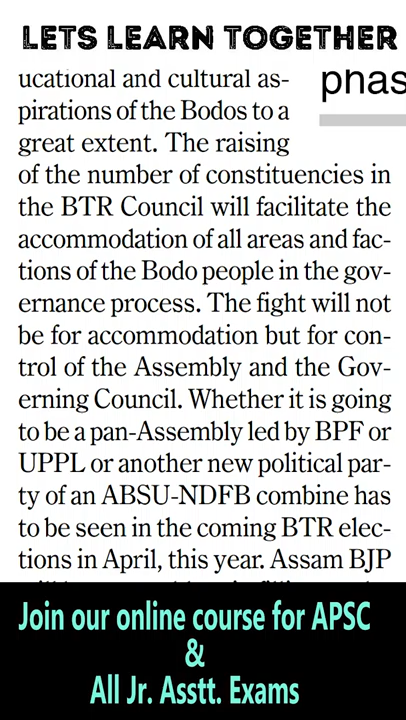 LETS LEARN TOGETHER
ucational and cultural as-
phas
pirations of the Bodos to a
great extent. The raising
of the number of constituencies in
the BTR Council will facilitate the
accommodation of all areas and fac-
tions of the Bodo people in the gov-
ernance process. The fight will not
be for accommodation but for con-
trol of the Assembly and the Gov-
erning Council. Whether it is going
to be a pan-Assembly led by BPF or
UPPL or another new political par-
ty of an ABSU-NDFB combine has
to be seen in the coming BTR elec-
tions in April, this year. Assam BJP
Join our online course for APSC
&
All Jr. Asstt. Exams